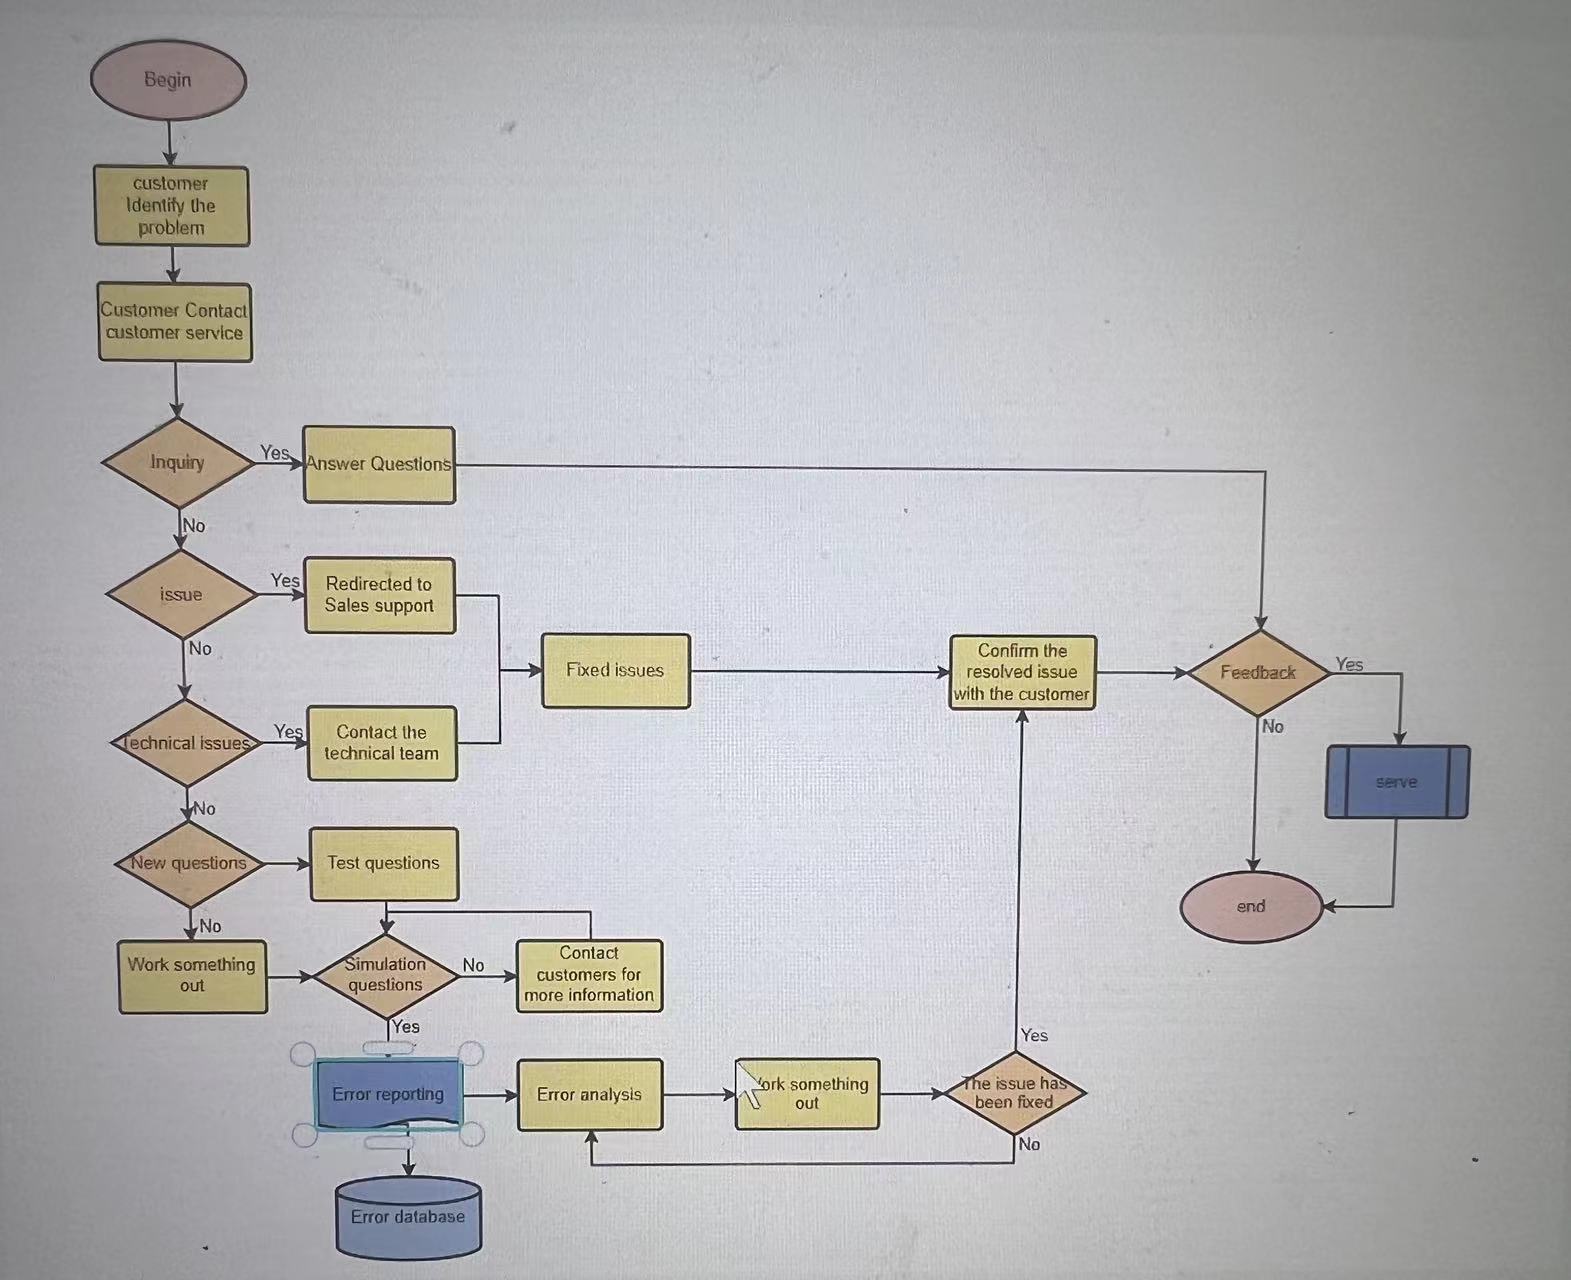 Begin
customer
Identify the
problem
Customer Contact
customer service
Inquiry
Yes
Answer Questions
No
issue
Yes
Redirected to
Sales support
No
Fixed issues
Confirm the
resolved issue
with the customer
Feedback
Yes
No
serve
end
Technical issues
Yes
Contact the
technical team
No
New questions
Test questions
No
Work something
out
Simulation
questions
No
Contact
customers for
more information
Yes
Error reporting
Error analysis
something
out
The issue has
been fixed
Yes
No
Error database